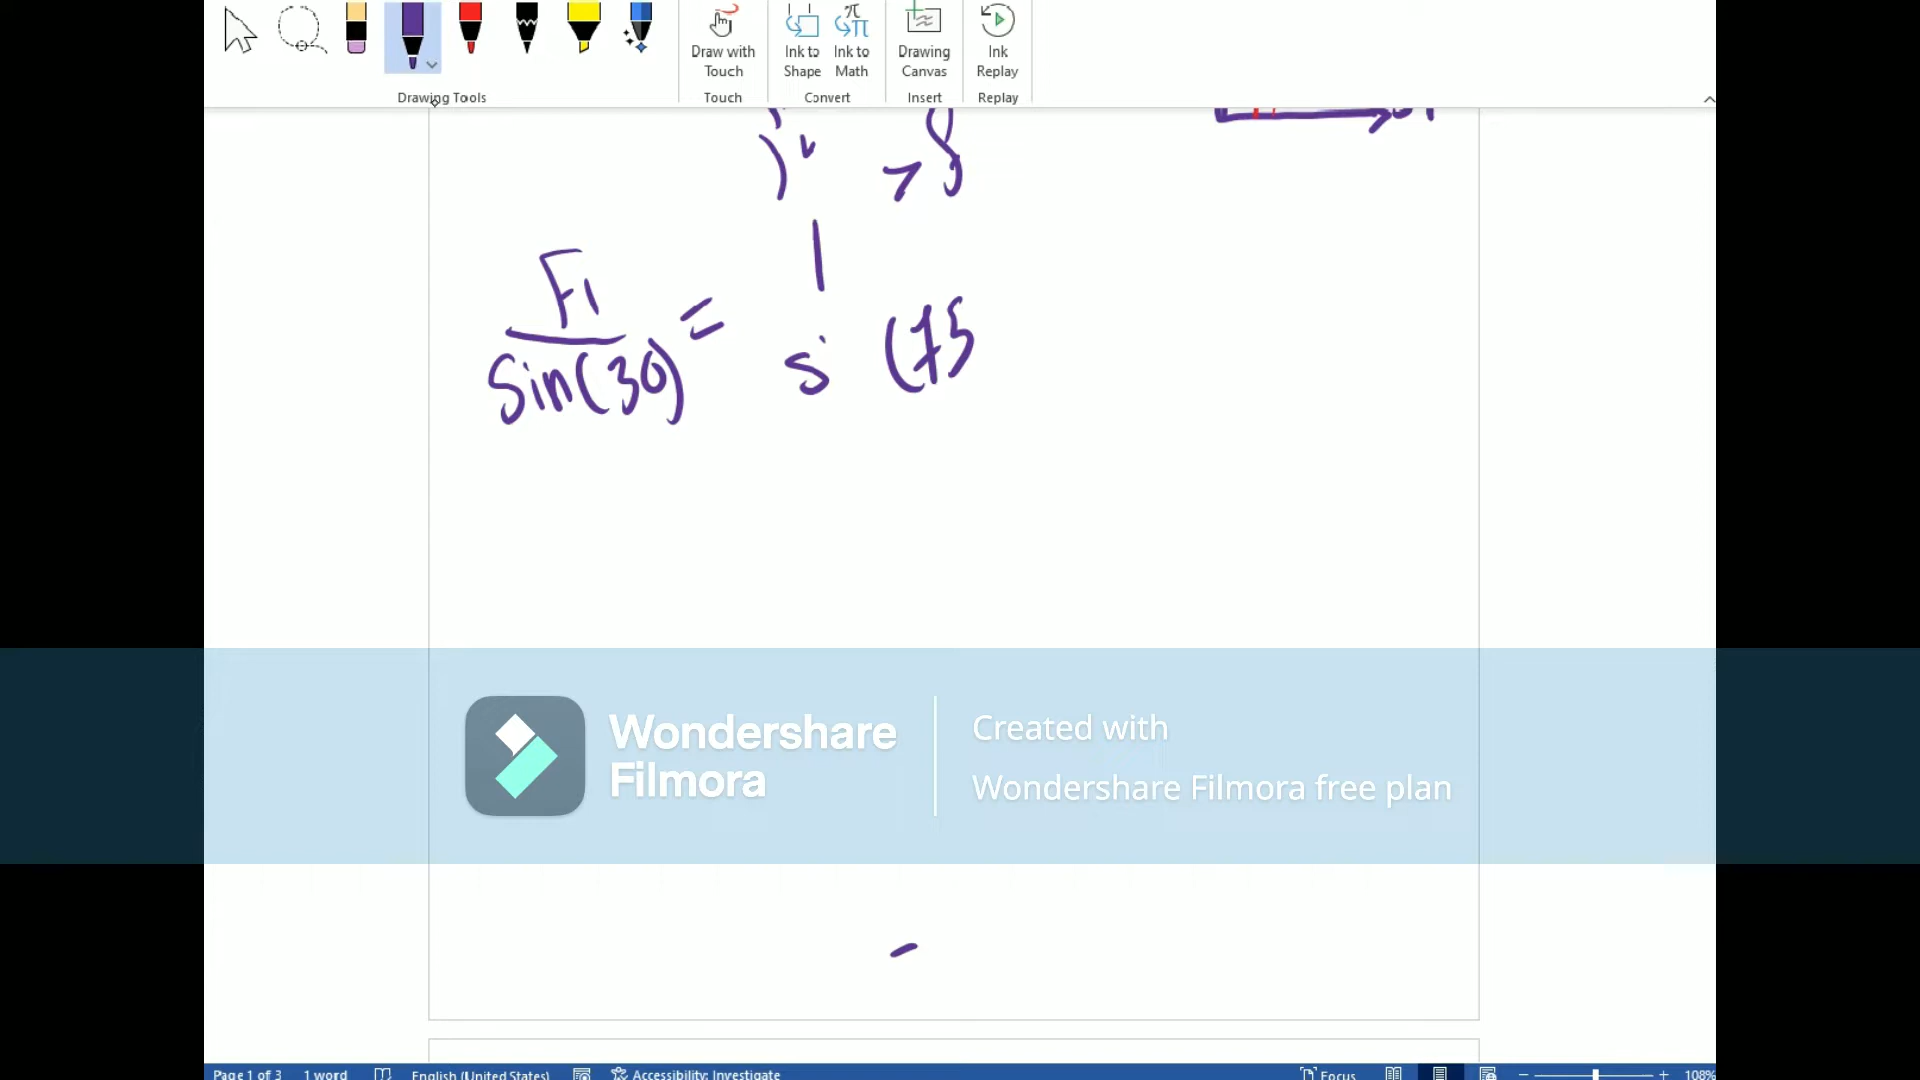 Draw with Touch
Ink to Shape
Ink to Math
Drawing Canvas
Ink Replay
Drawing Tools
Touch
Convert
Insert
Replay
F1
Sin(30)
=
(75
Wondershare
Filmora
Created with
Wondershare Filmora free plan
Page 1 of 3
1 word
English (United States)
Accessibility: Investigate
Focus
108%